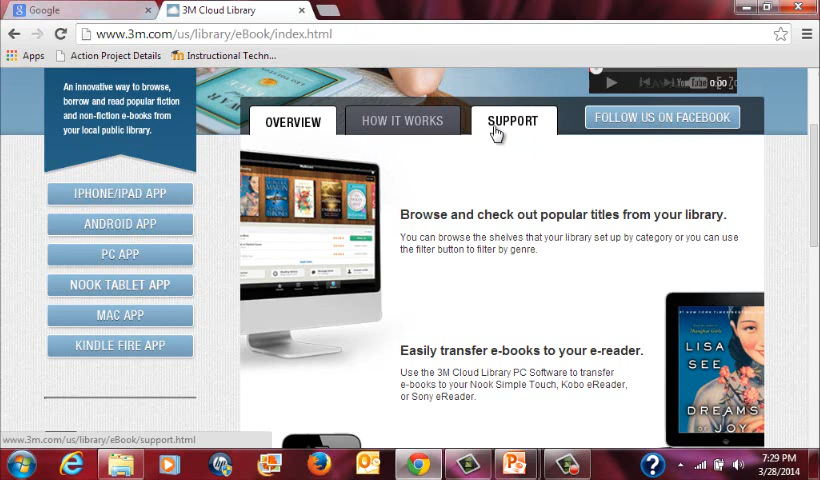 Google
3M Cloud Library
www.3m.com/us/library/eBook/index.html
Apps
Action Project Details
Instructional Techn...
An innovative way to browse,
borrow and read popular fiction
and non-fiction e-books from
your local public library.
YouTube
0:00
OVERVIEW
HOW IT WORKS
SUPPORT
FOLLOW US ON FACEBOOK
IPHONE/IPAD APP
ANDROID APP
PC APP
NOOK TABLET APP
MAC APP
KINDLE FIRE APP
Browse and check out popular titles from your library.
You can browse the shelves that your library set up by category or you can use
the filter button to filter by genre.
Easily transfer e-books to your e-reader.
Use the 3M Cloud Library PC Software to transfer
e-books to your Nook Simple Touch, Kobo eReader,
or Sony eReader.
LISA
SEE
DREAMS
OF JOY
www.3m.com/us/library/eBook/support.html
7:29 PM
3/28/2014